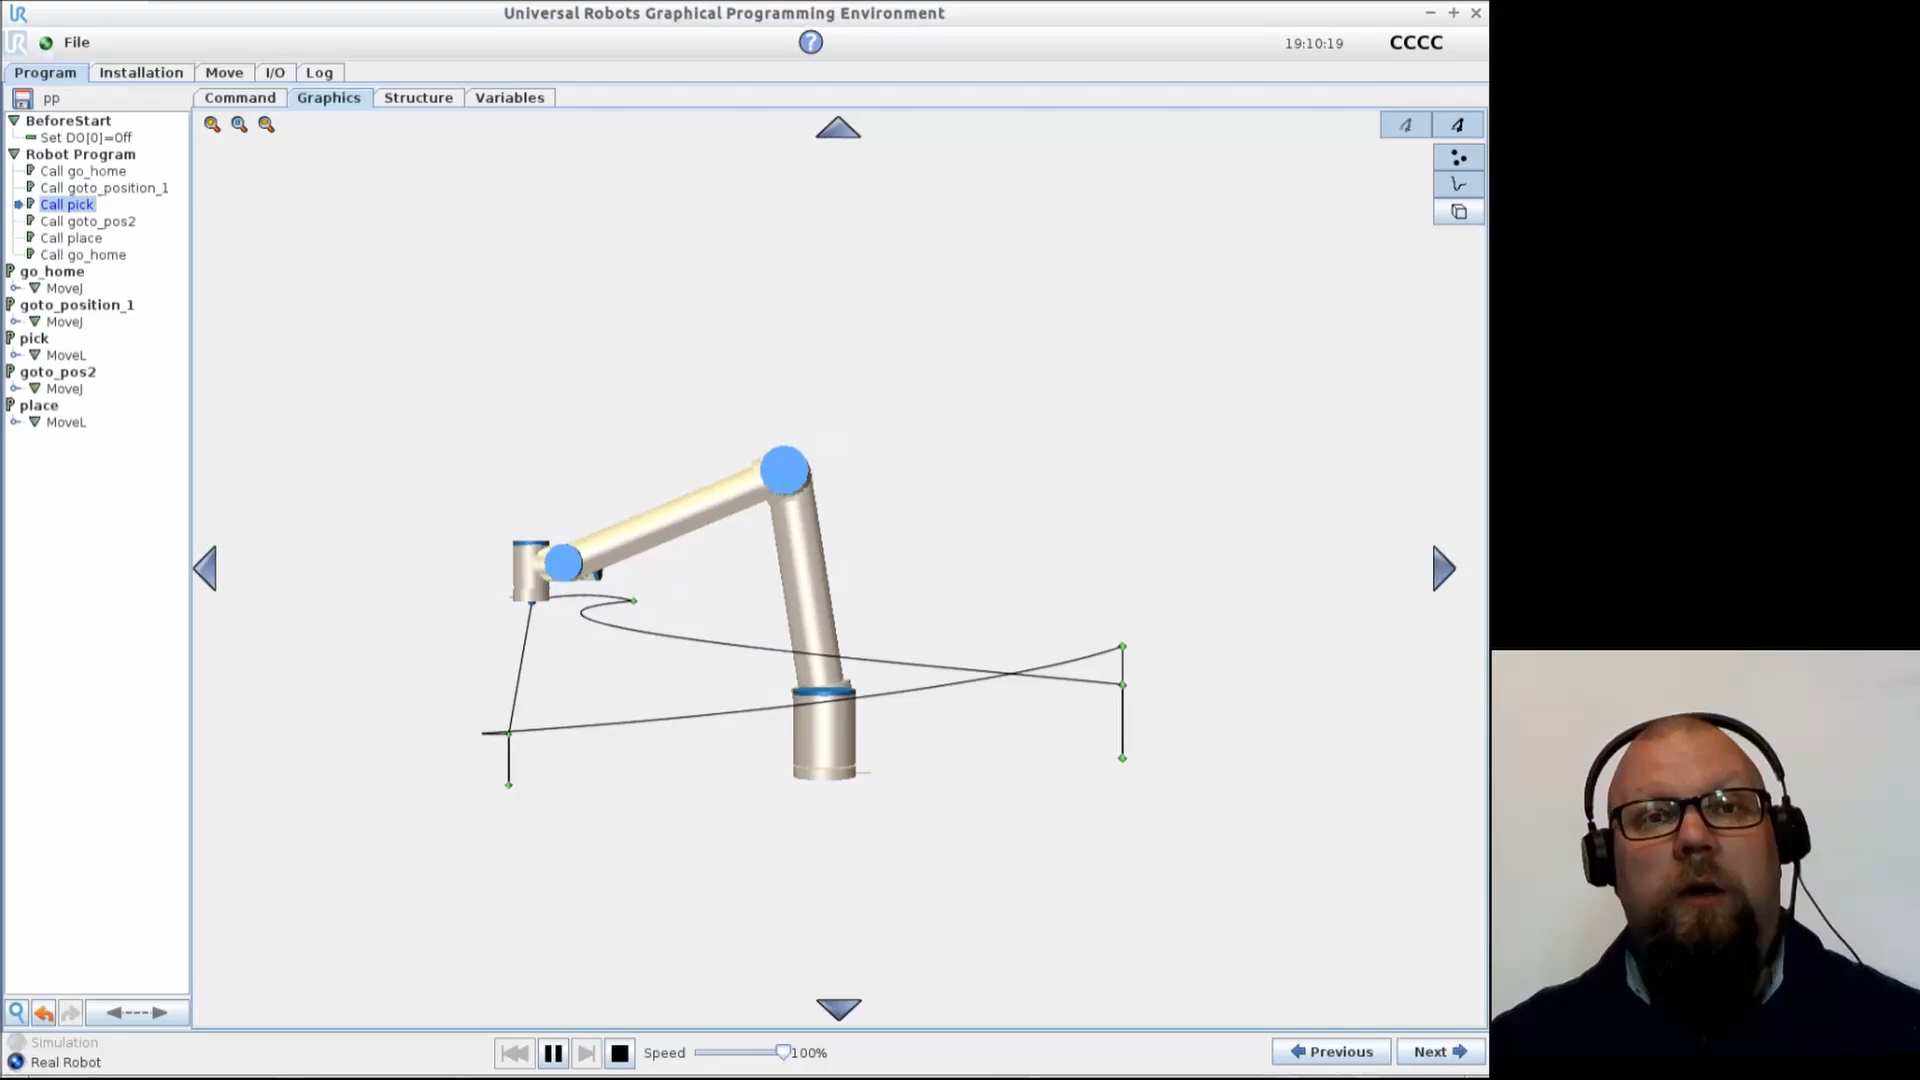 UR Universal Robots Graphical Programming Environment
UR File ? 19:10:19 CCCC
Program Installation Move I/O Log
pp Command Graphics Structure Variables
BeforeStart
Set DO[0]=Off
Robot Program
Call go_home
Call goto_position_1
Call pick
Call goto_pos2
Call place
Call go_home
go_home
MoveJ
goto_position_1
MoveJ
pick
MoveL
goto_pos2
MoveJ
place
MoveL
Simulation
Real Robot
Speed 100%
Previous Next